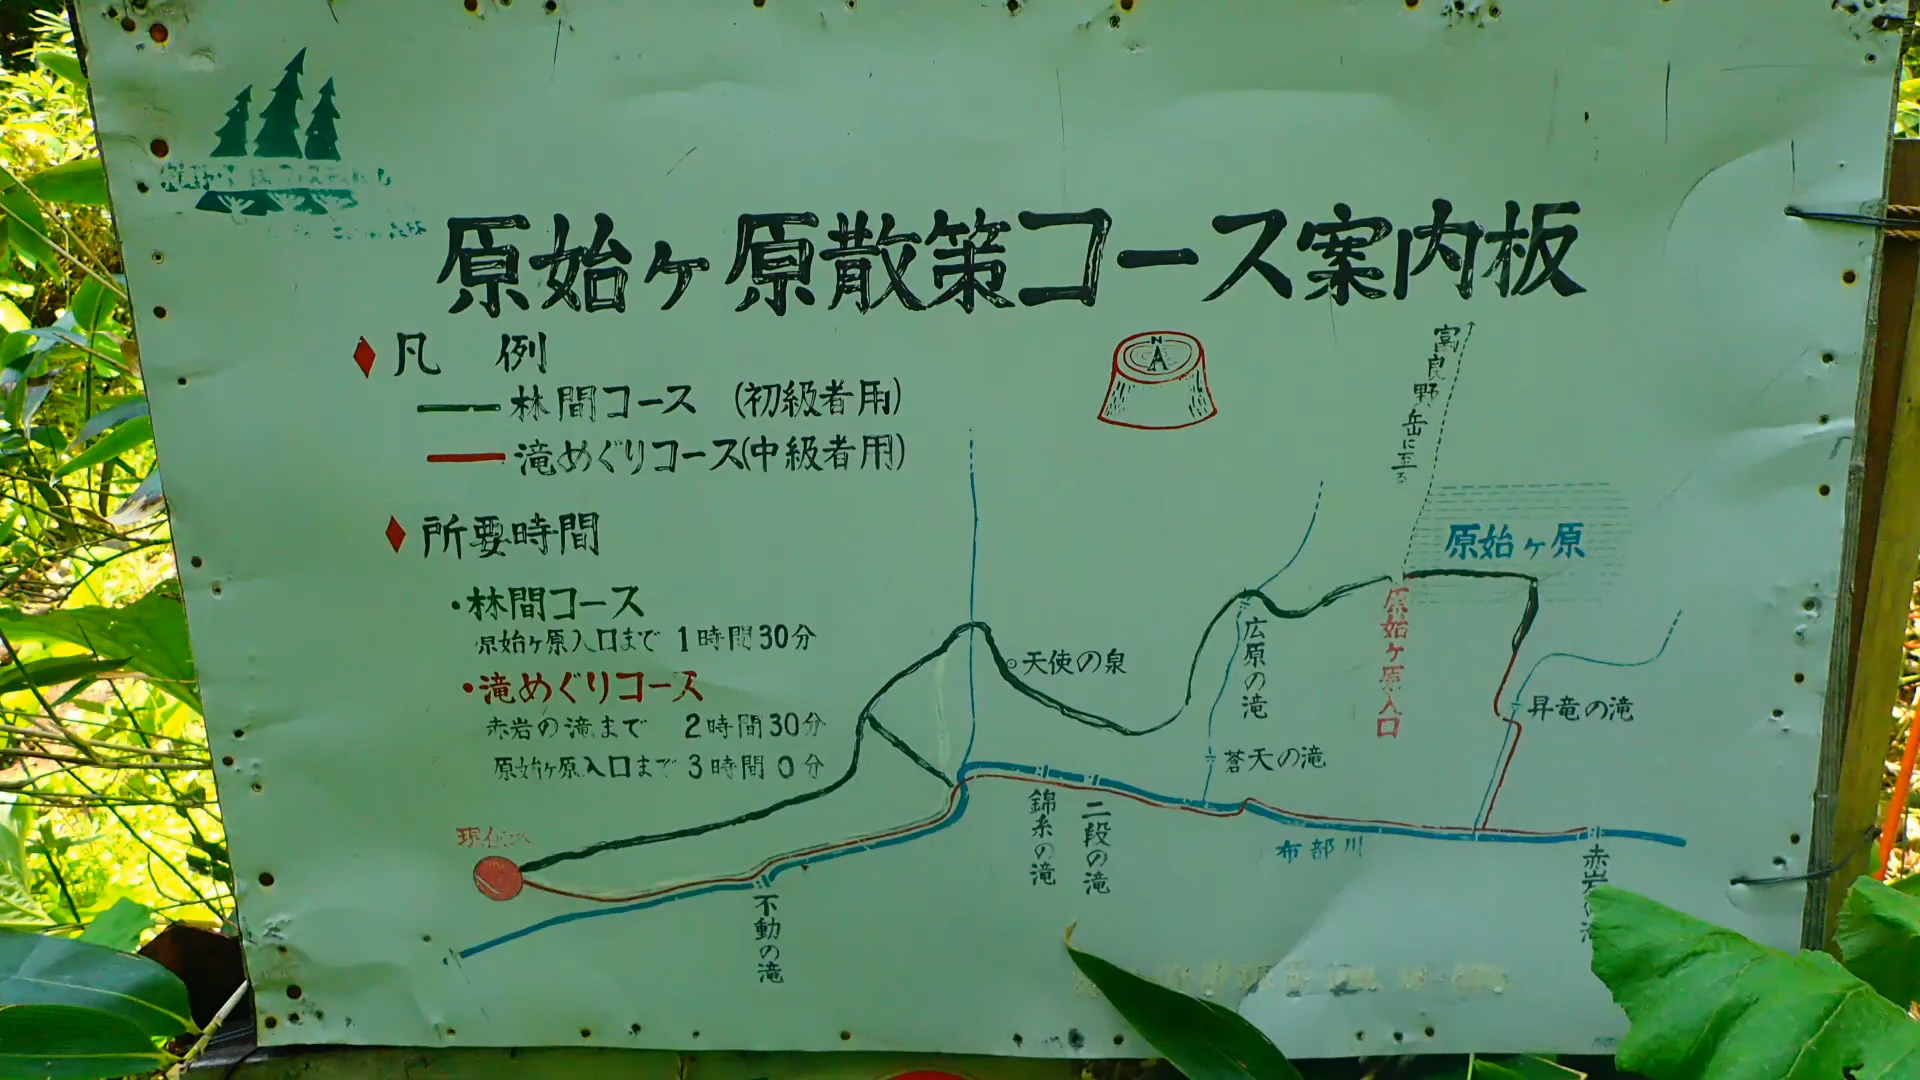 原始ヶ原散策コース案内板
凡 例
林間コース (初級者用)
滝めぐりコース(中級者用)
所要時間
・林間コース
原始ヶ原入口まで 1時間30分
・滝めぐりコース
赤岩の滝まで 2時間30分
原始ヶ原入口まで 3時間0分
N
富良野岳に至る
原始ヶ原
原始ヶ原入口
天使の泉
広原の滝
蒼天の滝
昇竜の滝
錦糸の滝
二段の滝
布部川
赤岩
不動の滝